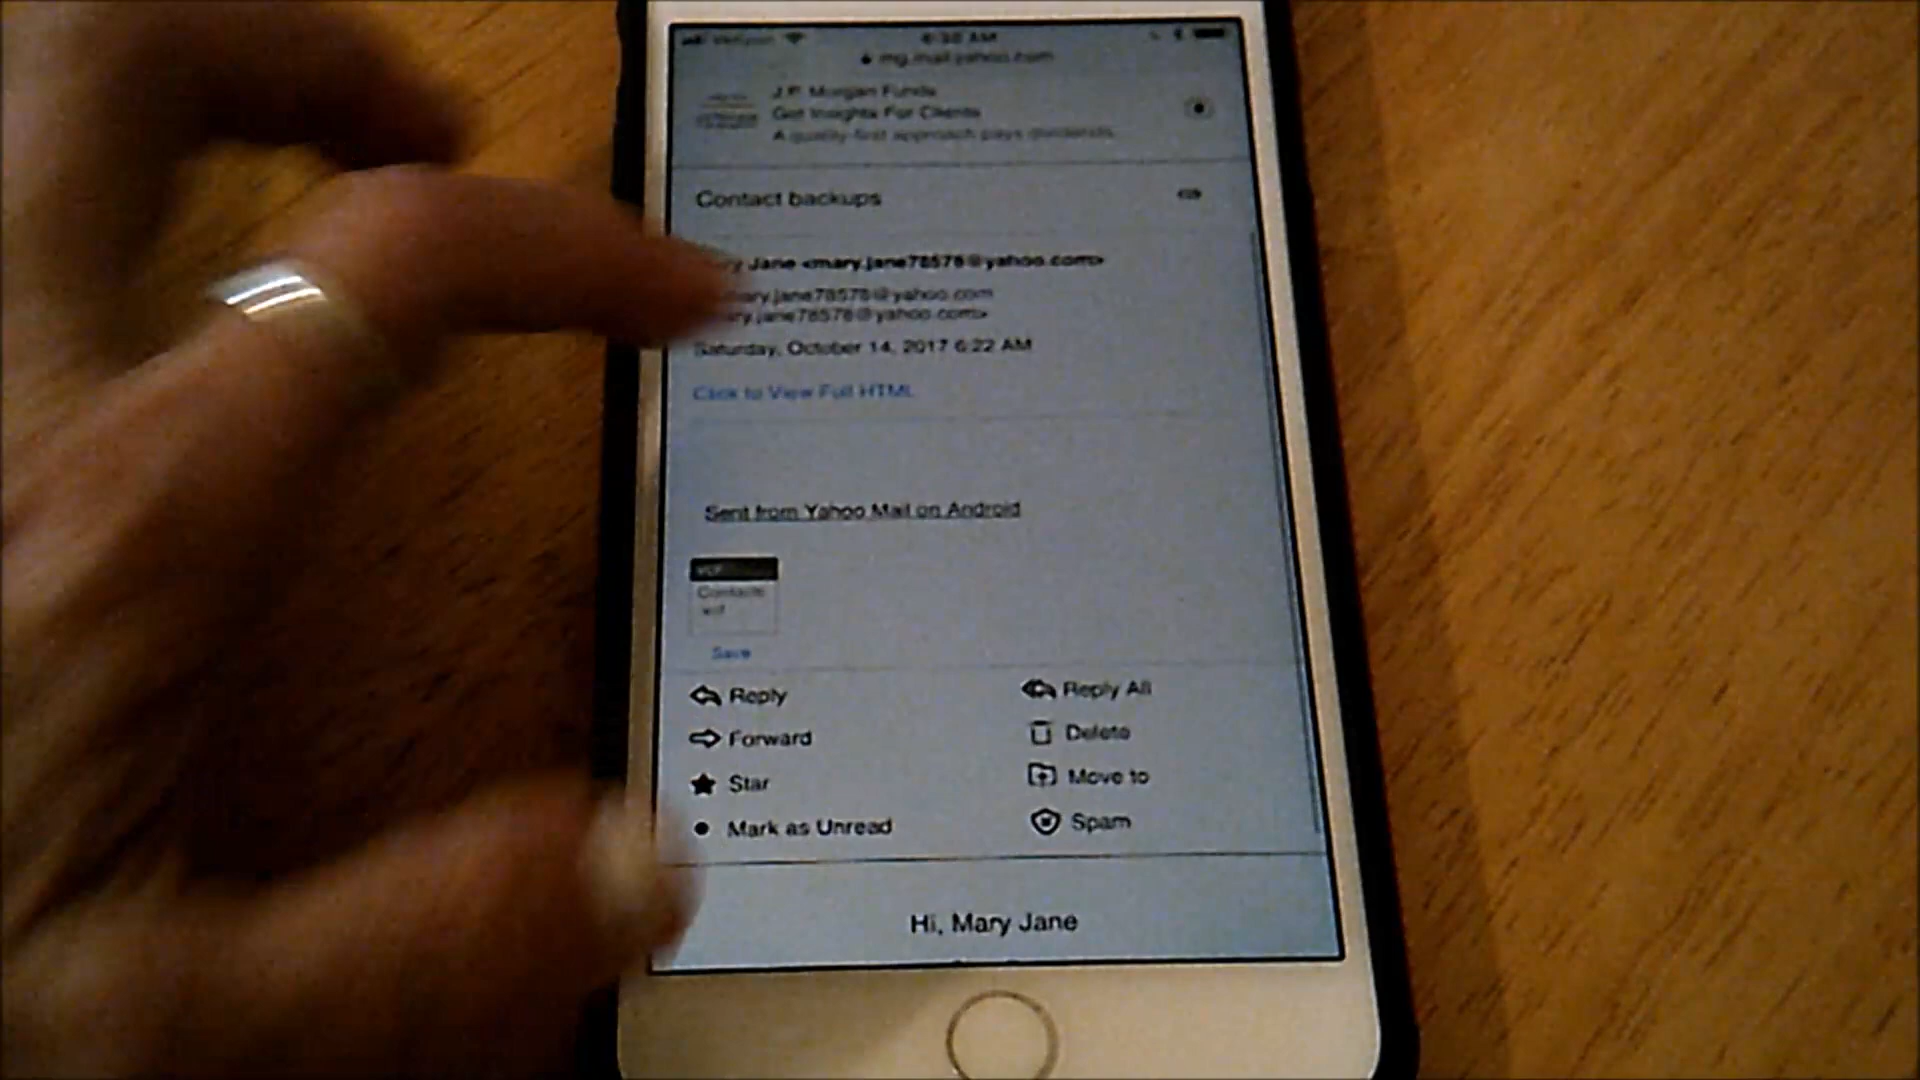 Verizon 6:30 AM
mg.mail.yahoo.com
J.P. Morgan Funds
Get Insights For Clients
A quality-first approach pays dividends.
Contact backups
Jane <mary.jane78578@yahoo.com>
mary.jane78578@yahoo.com
ry.jane78578@yahoo.com>
Saturday, October 14, 2017 6:22 AM
Click to View Full HTML
Sent from Yahoo Mail on Android
VCF
Contacts
.vcf
Save
Reply
Reply All
Forward
Delete
Star
Move to
Mark as Unread
Spam
Hi, Mary Jane